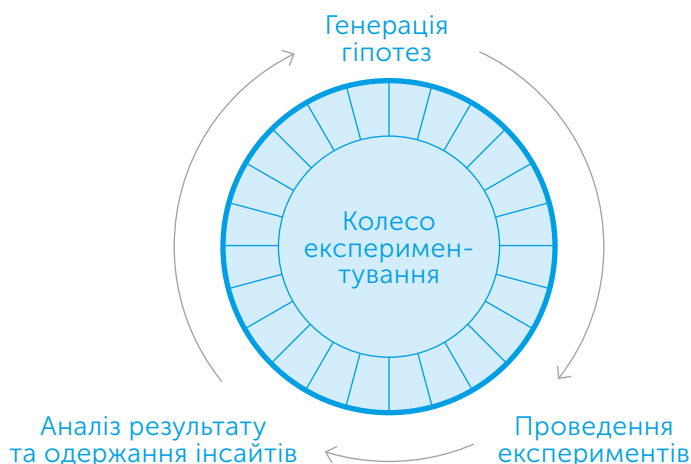 Генерація
гіпотез
Колесо
експеримен-
тування
Аналіз результату
та одержання інсайтів
Проведення
експериментів